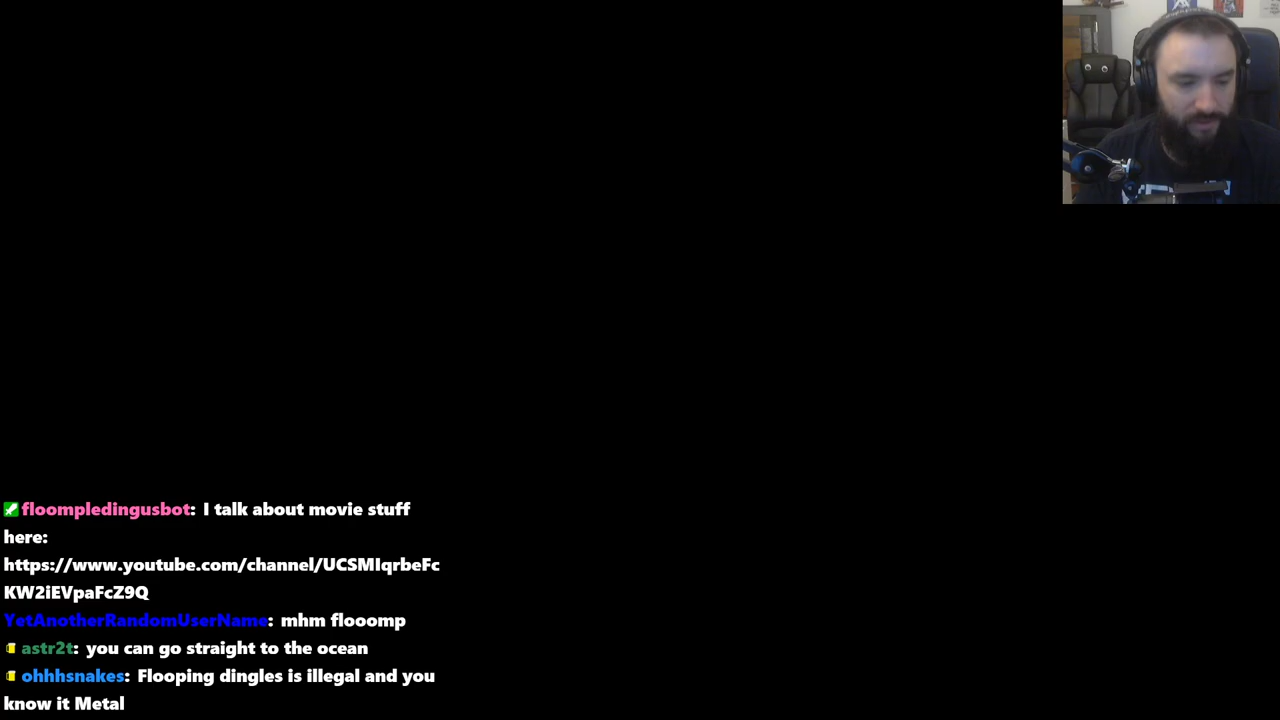 floompledingusbot: I talk about movie stuff
here:
https://www.youtube.com/channel/UCSMIqrbeFc
KW2iEVpaFcZ9Q
YetAnotherRandomUserName: mhm flooomp
astr2t: you can go straight to the ocean
ohhhsnakes: Flooping dingles is illegal and you
know it Metal